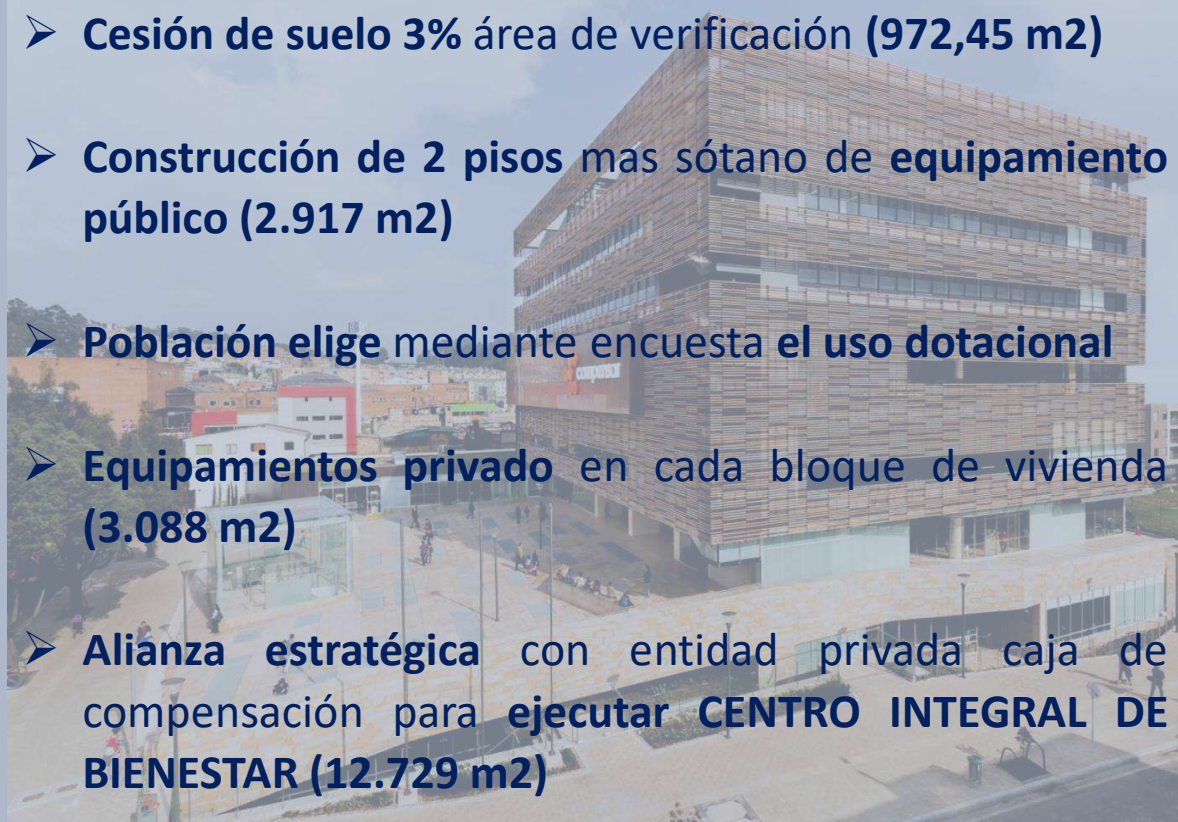 ➢ Cesión de suelo 3% área de verificación (972,45 m2)
➢ Construcción de 2 pisos mas sótano de equipamiento
público (2.917 m2)
➢ Población elige mediante encuesta el uso dotacional
compensar
➢ Equipamientos privado en cada bloque de vivienda
(3.088 m2)
➢ Alianza estratégica con entidad privada caja de
compensación para ejecutar CENTRO INTEGRAL DE
BIENESTAR (12.729 m2)